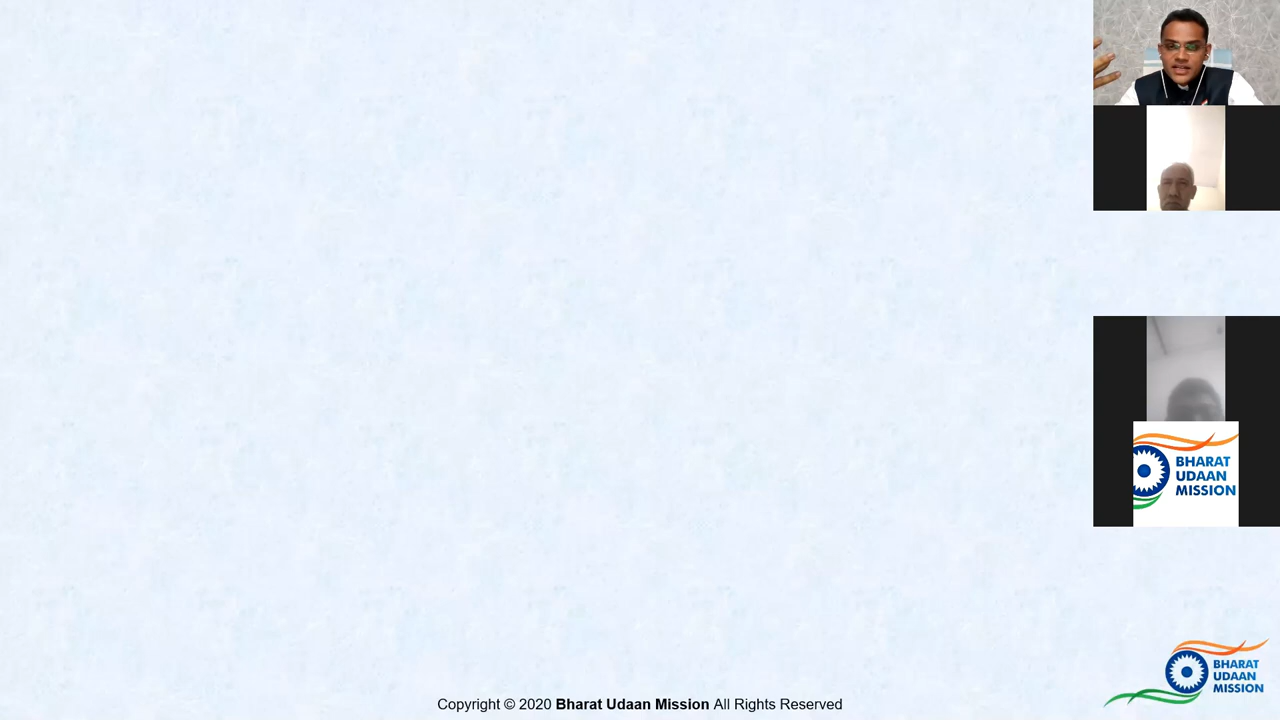 BHARAT
UDAAN
MISSION
BHARAT
UDAAN
MISSION
Copyright © 2020 Bharat Udaan Mission All Rights Reserved